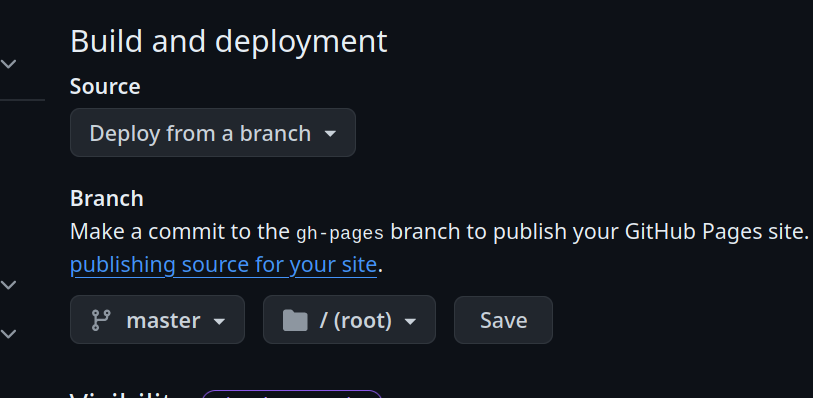 Build and deployment
Source
Deploy from a branch
Branch
Make a commit to the gh-pages branch to publish your GitHub Pages site.
publishing source for your site.
master / (root) Save